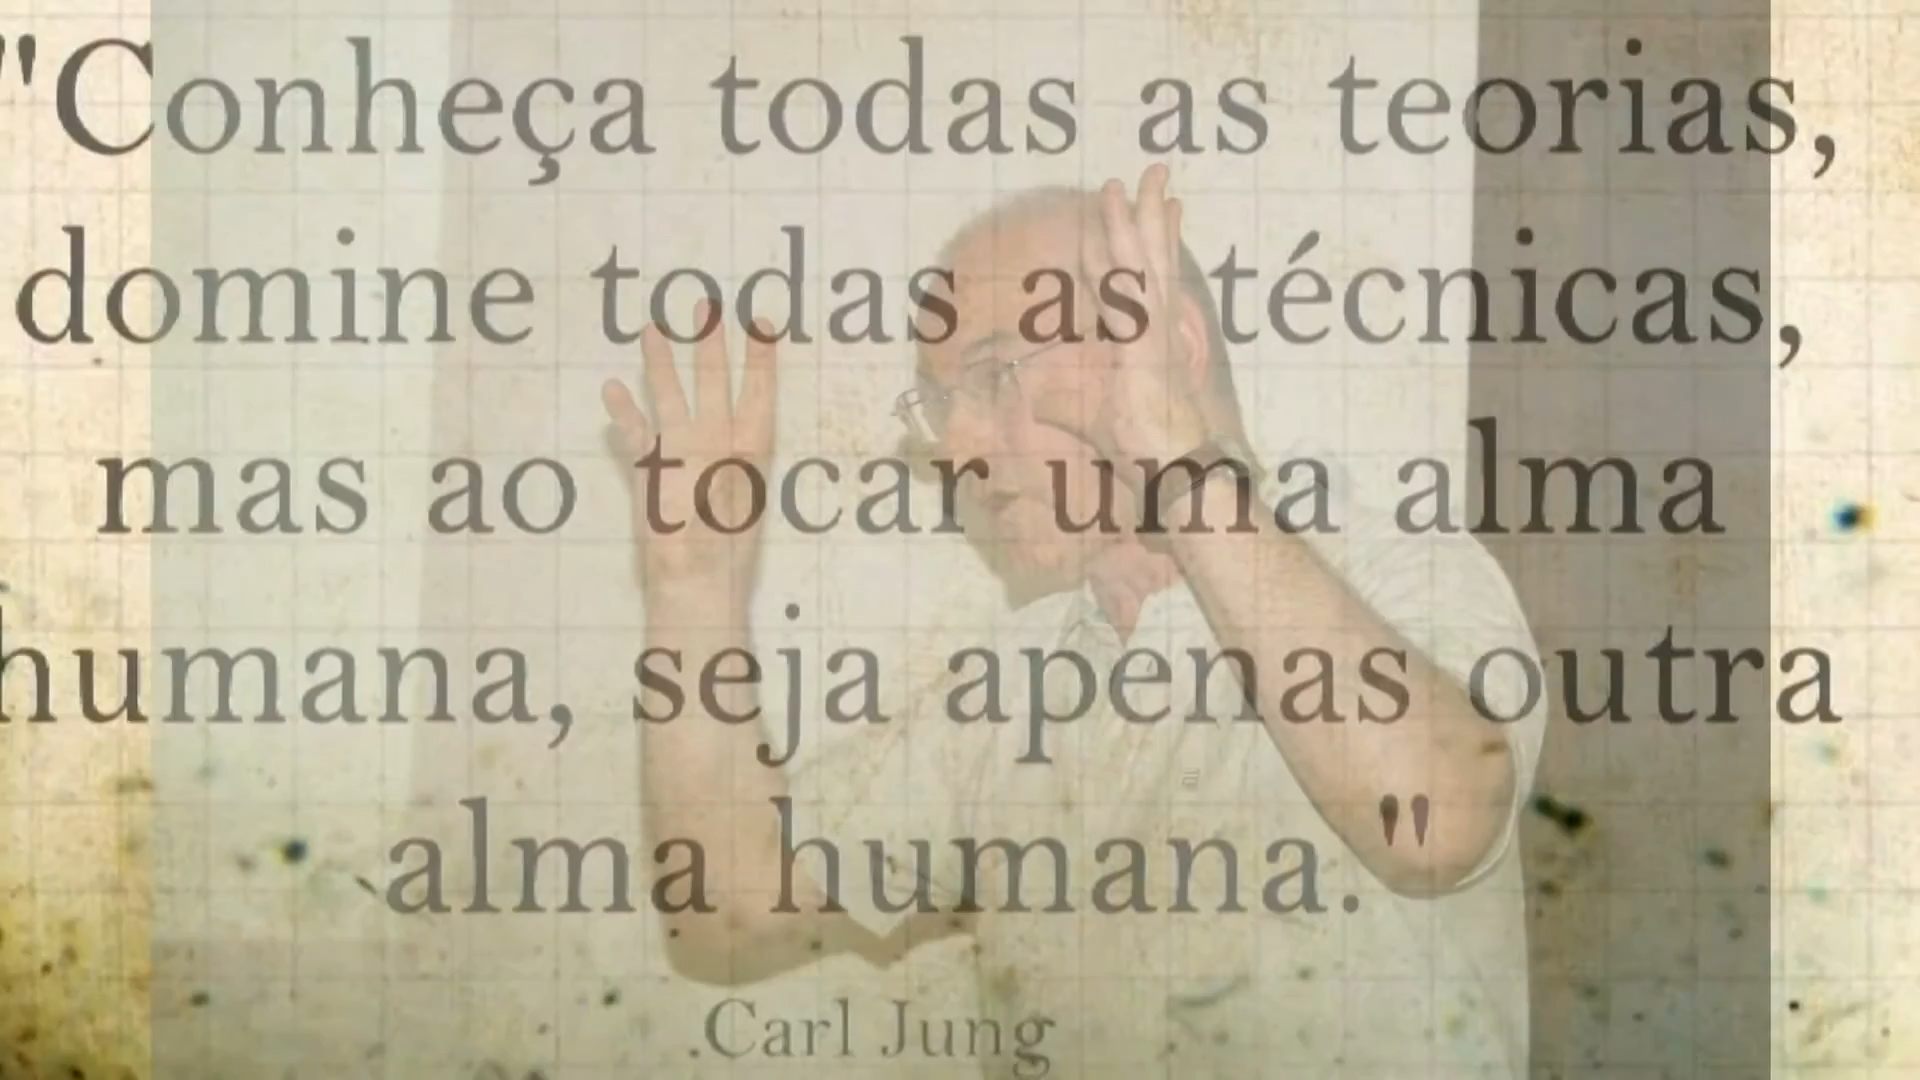 "Conheça todas as teorias,
domine todas as técnicas,
mas ao tocar uma alma
humana, seja apenas outra
alma humana."
.Carl Jung